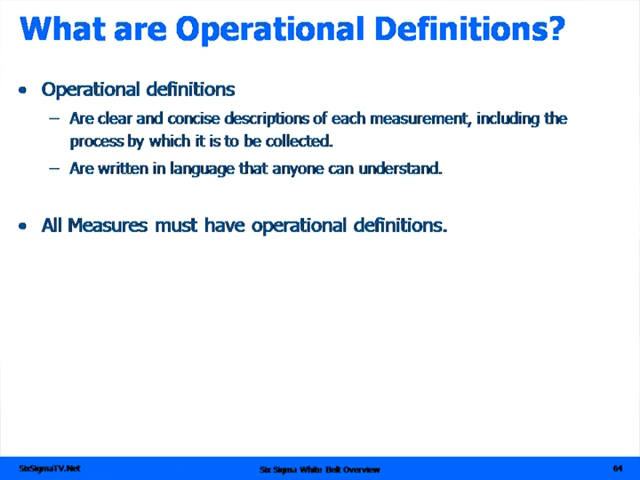 What are Operational Definitions?
• Operational definitions
– Are clear and concise descriptions of each measurement, including the
process by which it is to be collected.
– Are written in language that anyone can understand.
• All Measures must have operational definitions.
SixSigmaTV.Net Six Sigma White Belt Overview 64